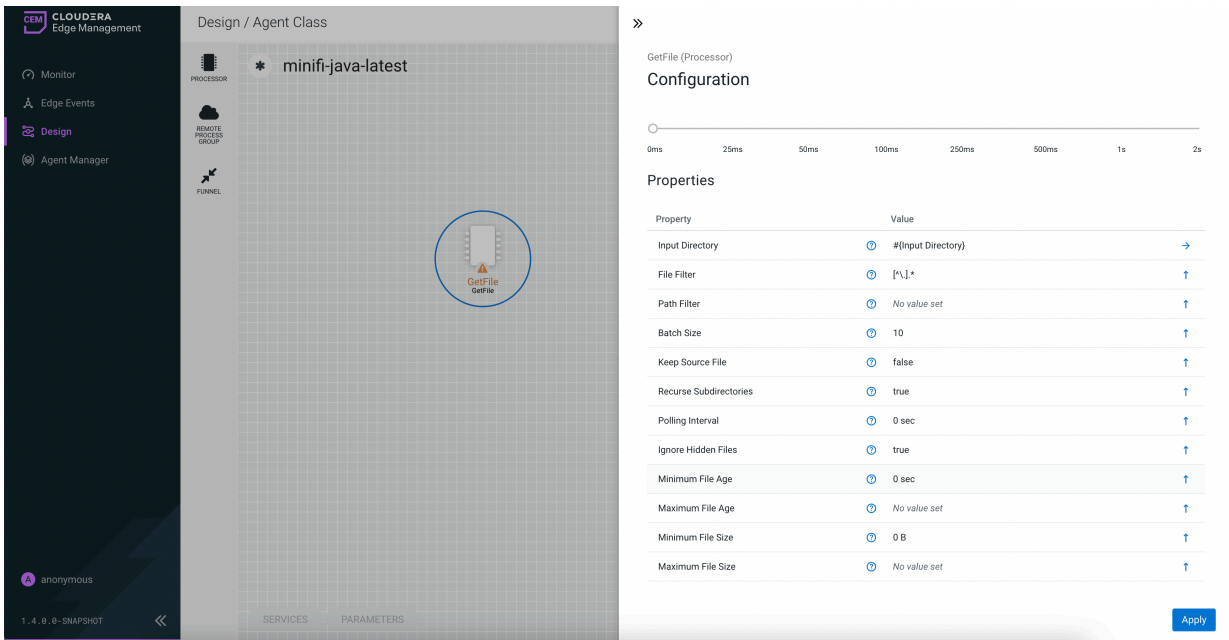 CEM
CLOUDERA
Edge Management
Monitor
Edge Events
Design
Agent Manager
A anonymous
1.4.0.0-SNAPSHOT
Design / Agent Class
PROCESSOR
REMOTE
PROCESS
GROUP
FUNNEL
minifi-java-latest
GetFile
GetFile
SERVICES PARAMETERS
GetFile (Processor)
Configuration
0ms 25ms 50ms 100ms 250ms 500ms 1s 2s
Properties
Property Value
Input Directory #{Input Directory}
File Filter [^\.].*
Path Filter No value set
Batch Size 10
Keep Source File false
Recurse Subdirectories true
Polling Interval 0 sec
Ignore Hidden Files true
Minimum File Age 0 sec
Maximum File Age No value set
Minimum File Size 0 B
Maximum File Size No value set
Apply